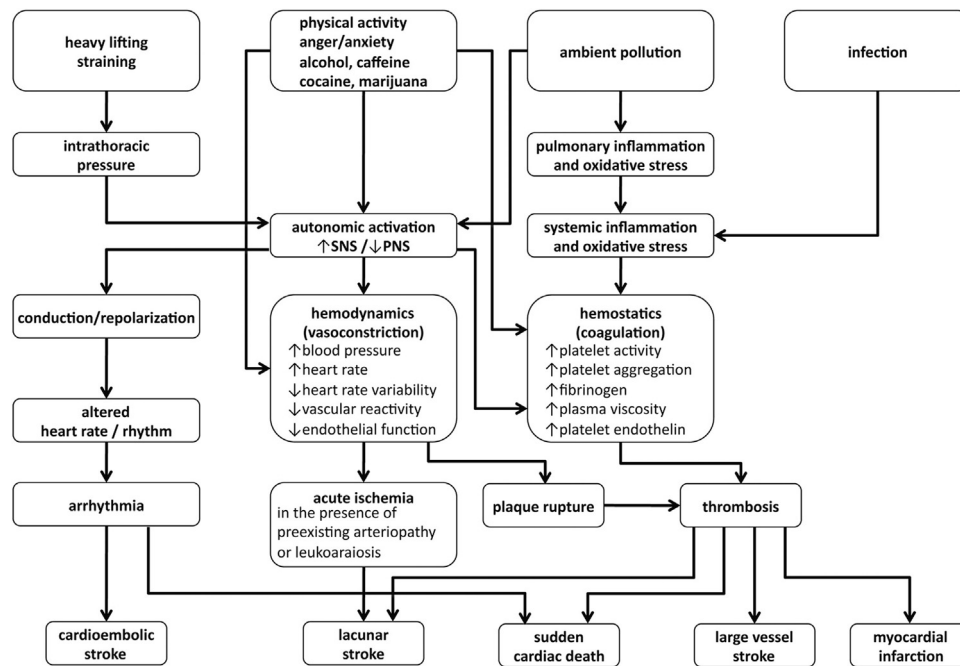 heavy lifting
straining
physical activity
anger/anxiety
alcohol, caffeine
cocaine, marijuana
ambient pollution
infection
intrathoracic
pressure
pulmonary inflammation
and oxidative stress
autonomic activation
↑SNS /↓PNS
systemic inflammation
and oxidative stress
conduction/repolarization
hemodynamics
(vasoconstriction)
↑blood pressure
↑heart rate
↓heart rate variability
↓vascular reactivity
↓endothelial function
hemostatics
(coagulation)
↑platelet activity
↑platelet aggregation
↑fibrinogen
↑plasma viscosity
↑platelet endothelin
altered
heart rate / rhythm
arrhythmia
acute ischemia
in the presence of
preexisting arteriopathy
or leukoaraiosis
plaque rupture
thrombosis
cardioembolic
stroke
lacunar
stroke
sudden
cardiac death
large vessel
stroke
myocardial
infarction